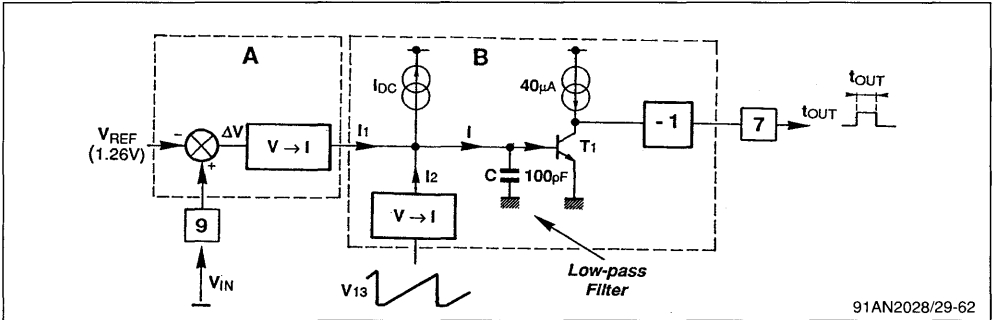 A
B
I_DC
40μA
t_OUT
V_REF
(1.26V)
−
+
ΔV
V → I
I₁
I
- 1
7
t_OUT
T₁
C
100pF
I₂
V → I
9
V_IN
V₁₃
Low-pass
Filter
91AN2028/29-62